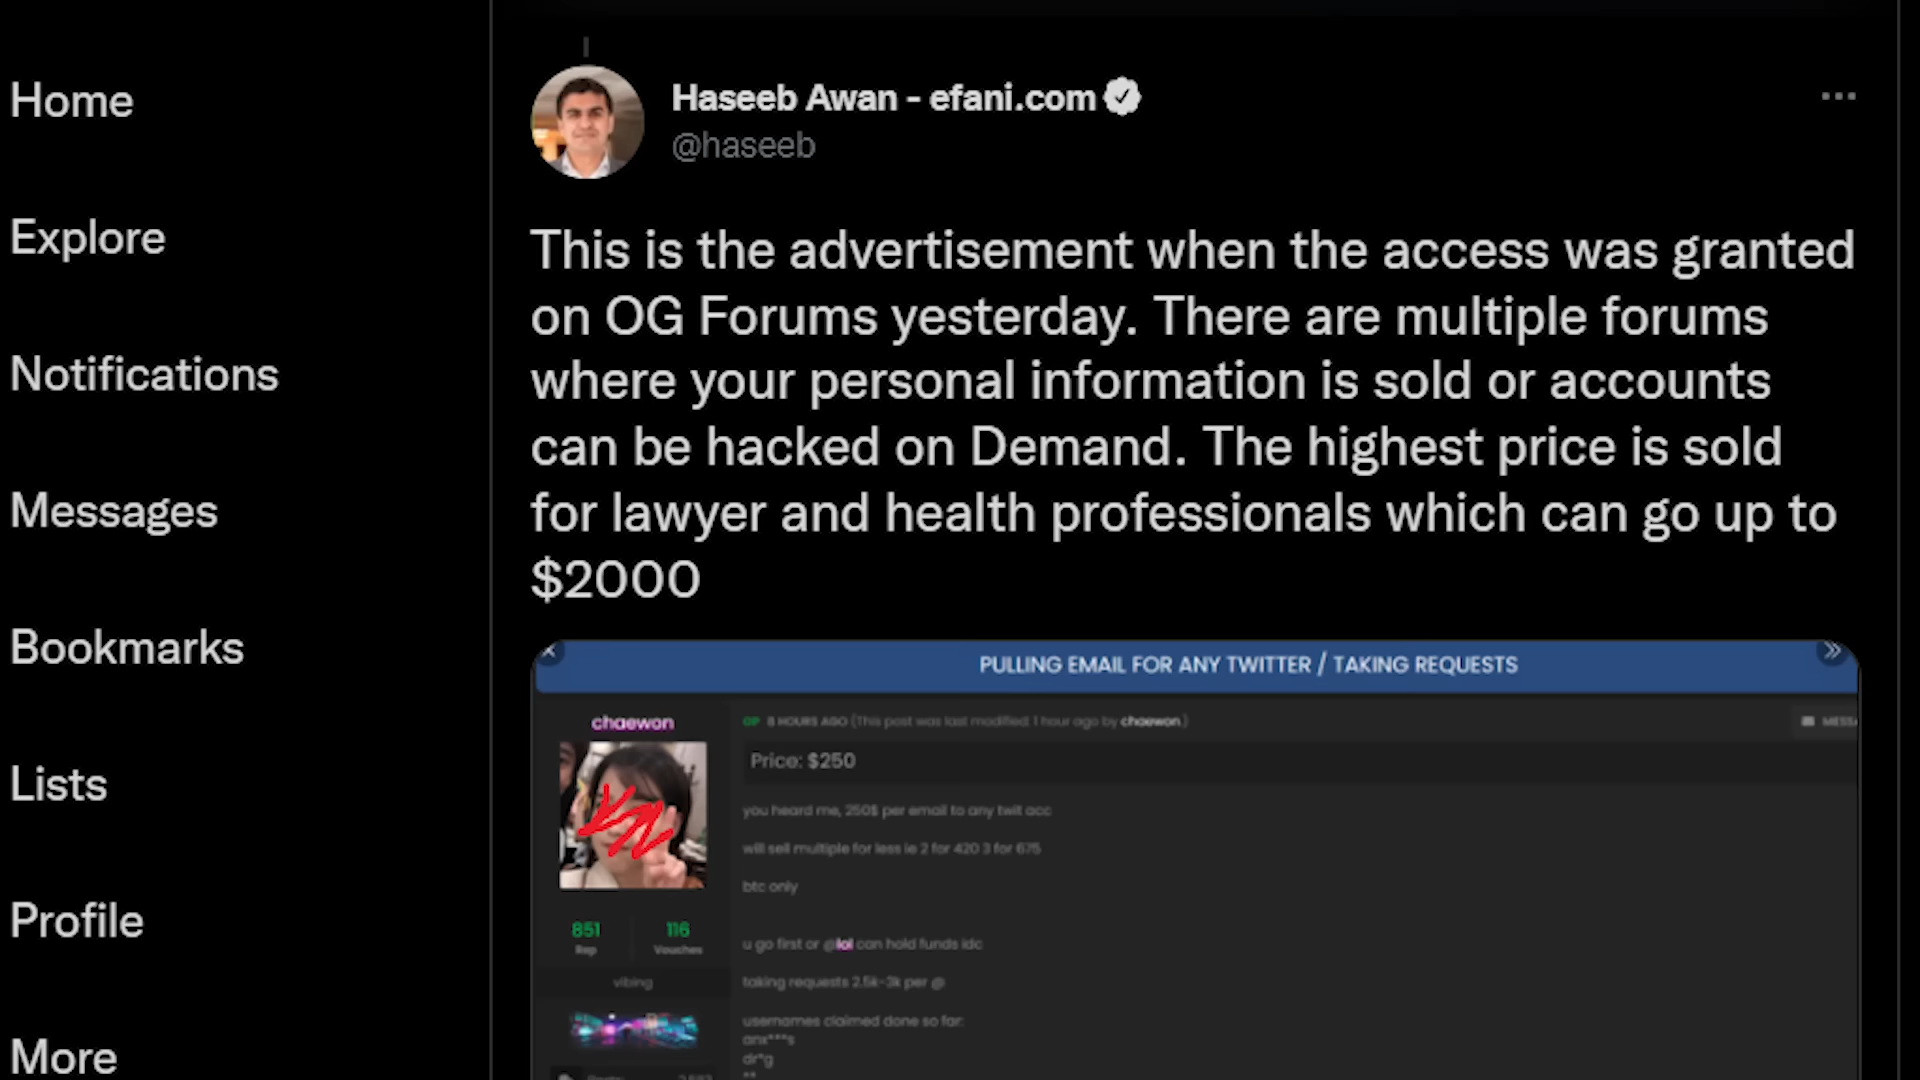 Home
Explore
Notifications
Messages
Bookmarks
Lists
Profile
More
Haseeb Awan - efani.com
@haseeb
This is the advertisement when the access was granted
on OG Forums yesterday. There are multiple forums
where your personal information is sold or accounts
can be hacked on Demand. The highest price is sold
for lawyer and health professionals which can go up to
$2000
PULLING EMAIL FOR ANY TWITTER / TAKING REQUESTS
chaewon
OP 8 HOURS AGO (This post was last modified: 1 hour ago by chaewon.)
Price: $250
you heard me, 250$ per email to any twit acc
will sell multiple for less ie 2 for 420 3 for 675
btc only
851 116
Rep Vouches
u go first or @lol can hold funds idc
vibing
taking requests 2.5k-3k per @
usernames claimed done so far:
anx***s
dr*g
**